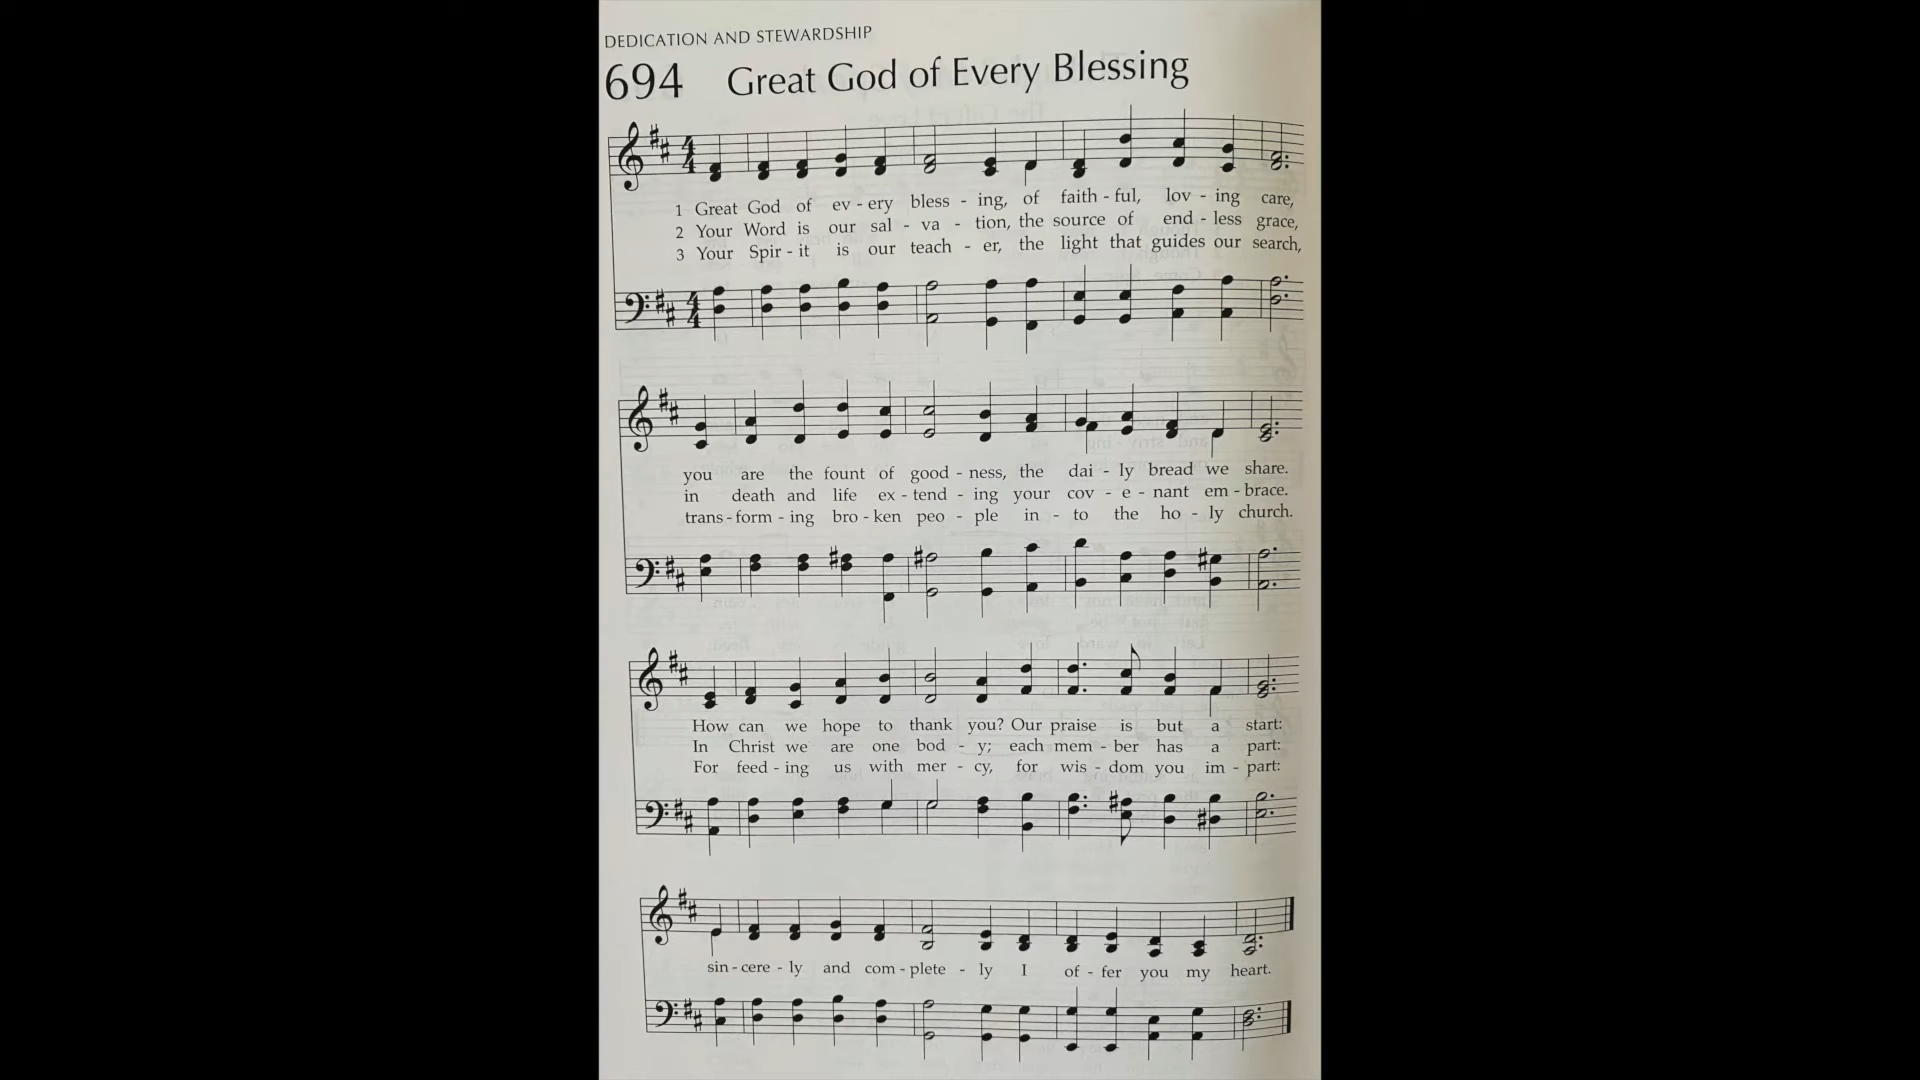 DEDICATION AND STEWARDSHIP
694 Great God of Every Blessing
4 4
1 Great God of ev - ery bless - ing, of faith - ful, lov - ing care,
2 Your Word is our sal - va - tion, the source of end - less grace,
3 Your Spir - it is our teach - er, the light that guides our search,
4 4
you are the fount of good - ness, the dai - ly bread we share.
in death and life ex - tend - ing your cov - e - nant em - brace.
trans - form - ing bro - ken peo - ple in - to the ho - ly church.
How can we hope to thank you? Our praise is but a start:
In Christ we are one bod - y; each mem - ber has a part:
For feed - ing us with mer - cy, for wis - dom you im - part:
sin - cere - ly and com - plete - ly I of - fer you my heart.